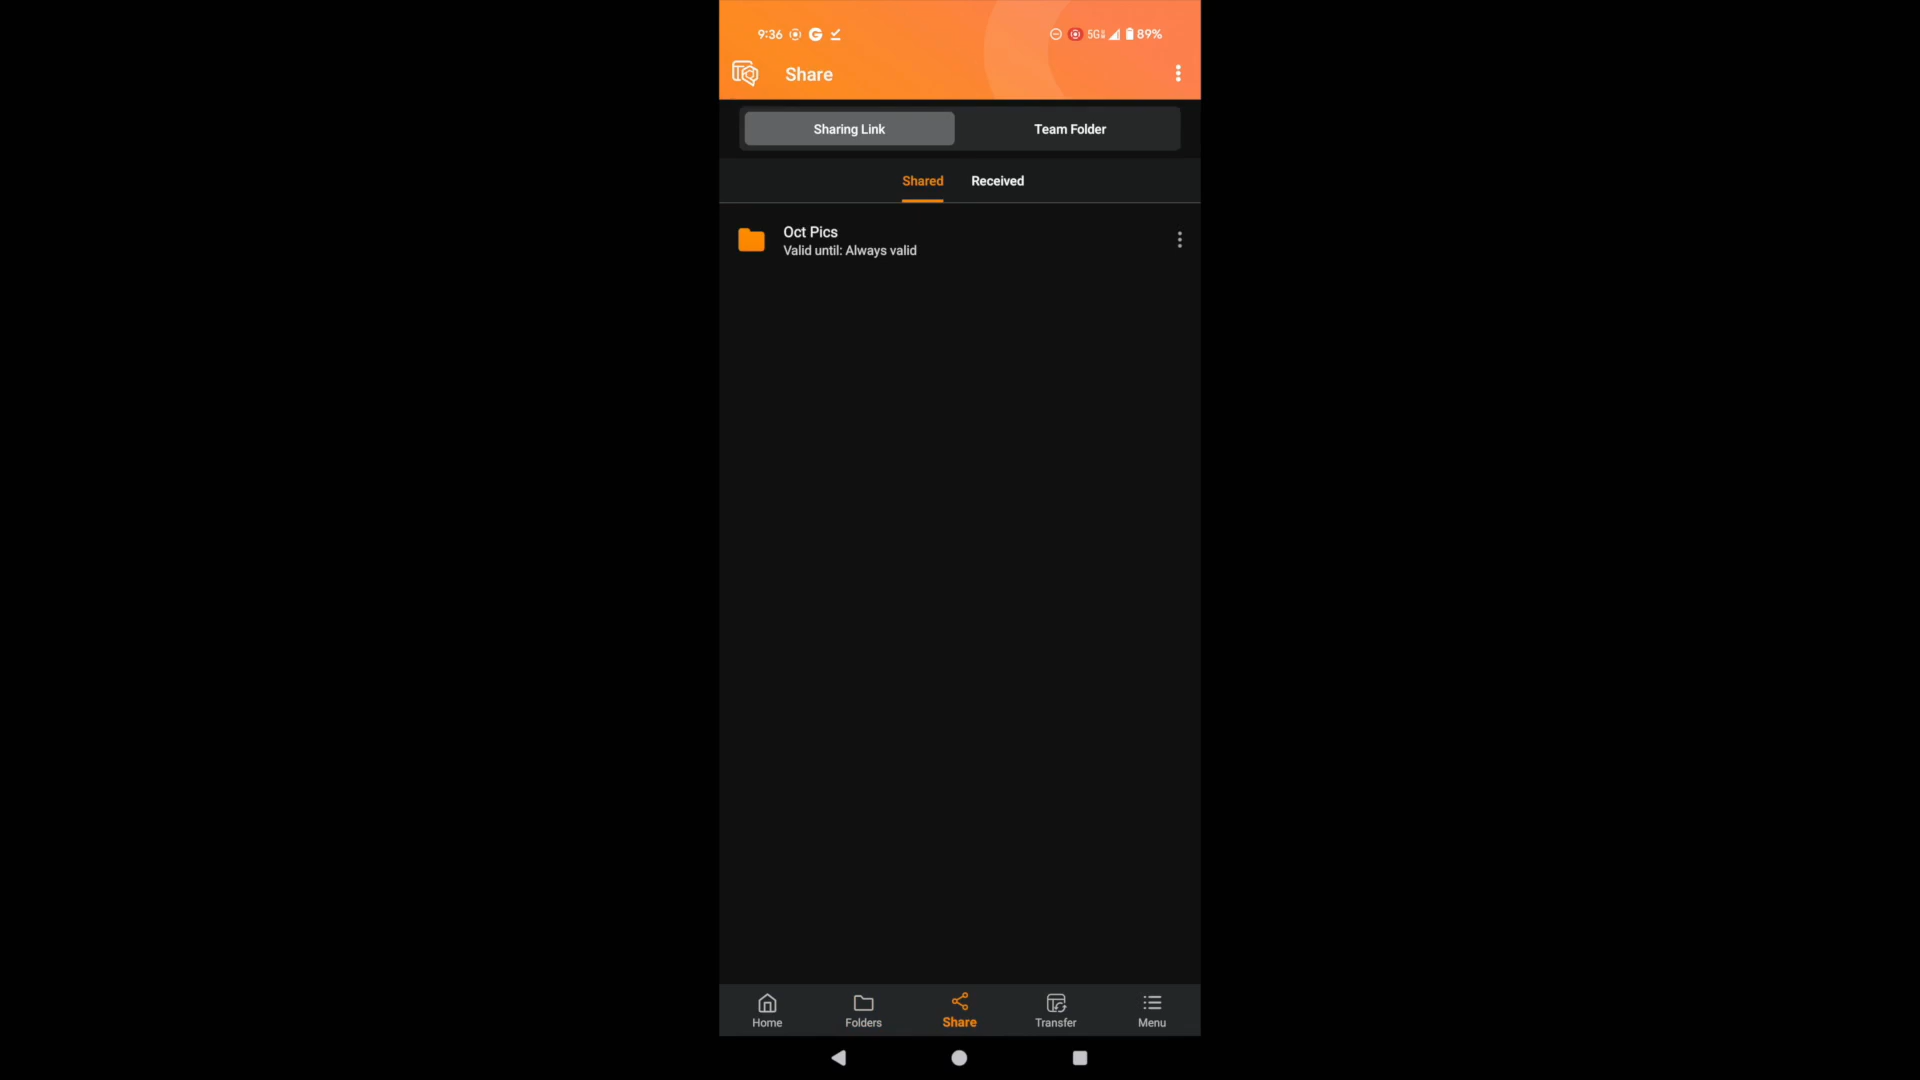 9:36
89%
Share
Sharing Link
Team Folder
Shared
Received
Oct Pics
Valid until: Always valid
Home
Folders
Share
Transfer
Menu